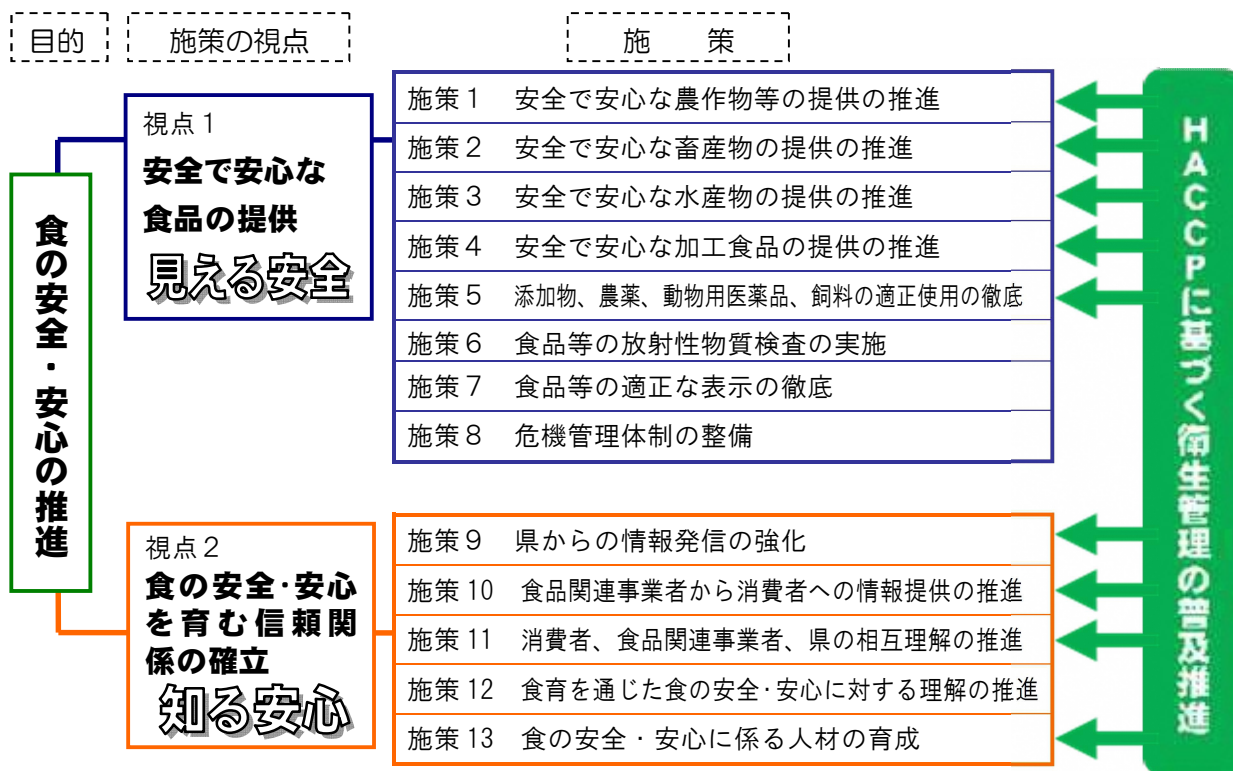 目的
施策の視点
施　　策
食の安全・安心の推進
視点１
安全で安心な
食品の提供
見える安全
施策１　安全で安心な農作物等の提供の推進
施策２　安全で安心な畜産物の提供の推進
施策３　安全で安心な水産物の提供の推進
施策４　安全で安心な加工食品の提供の推進
施策５　添加物、農薬、動物用医薬品、飼料の適正使用の徹底
施策６　食品等の放射性物質検査の実施
施策７　食品等の適正な表示の徹底
施策８　危機管理体制の整備
視点２
食の安全･安心
を育む信頼関
係の確立
知る安心
施策９　県からの情報発信の強化
施策 10　食品関連事業者から消費者への情報提供の推進
施策 11　消費者、食品関連事業者、県の相互理解の推進
施策 12　食育を通じた食の安全･安心に対する理解の推進
施策 13　食の安全・安心に係る人材の育成
ＨＡＣＣＰに基づく衛生管理の普及推進